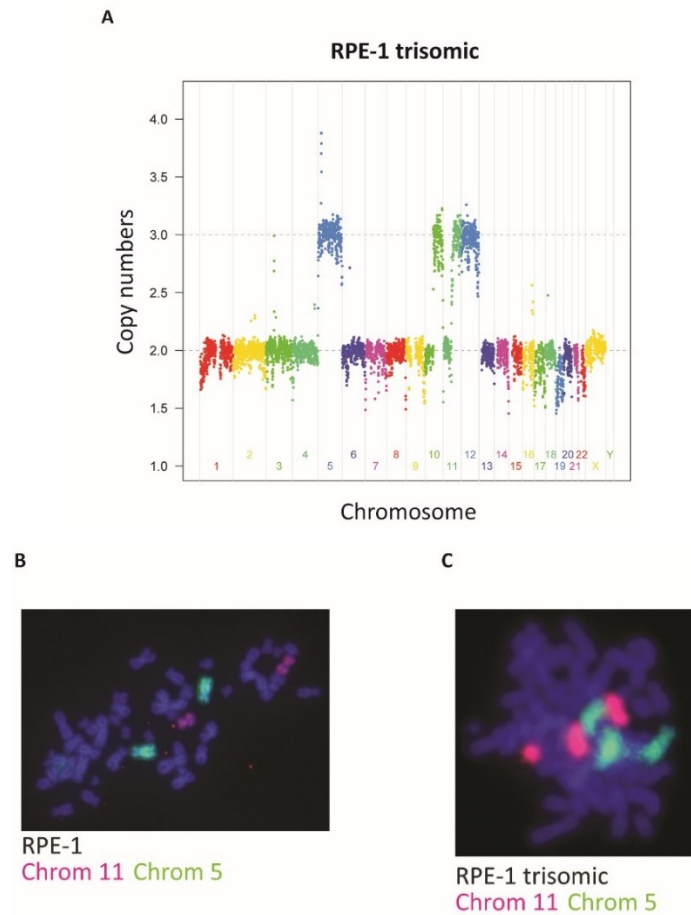 A
RPE-1 trisomic
4.0
3.5
3.0
2.5
2.0
1.5
1.0
Copy numbers
1 2 3 4 5 6 7 8 9 10 11 12 13 14 15 16 17 18 19 20 21 22 X Y
Chromosome
B
C
RPE-1
Chrom 11 Chrom 5
RPE-1 trisomic
Chrom 11 Chrom 5